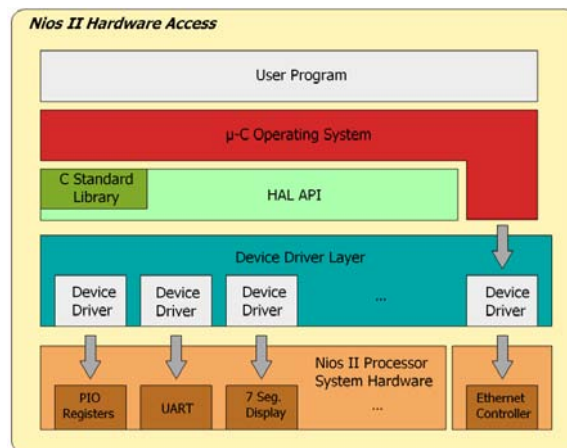 Nios II Hardware Access
User Program
μ-C Operating System
C Standard
Library
HAL API
Device Driver Layer
Device
Driver
Device
Driver
Device
Driver
...
Device
Driver
Nios II Processor
System Hardware
PIO
Registers
UART
7 Seg.
Display
...
Ethernet
Controller